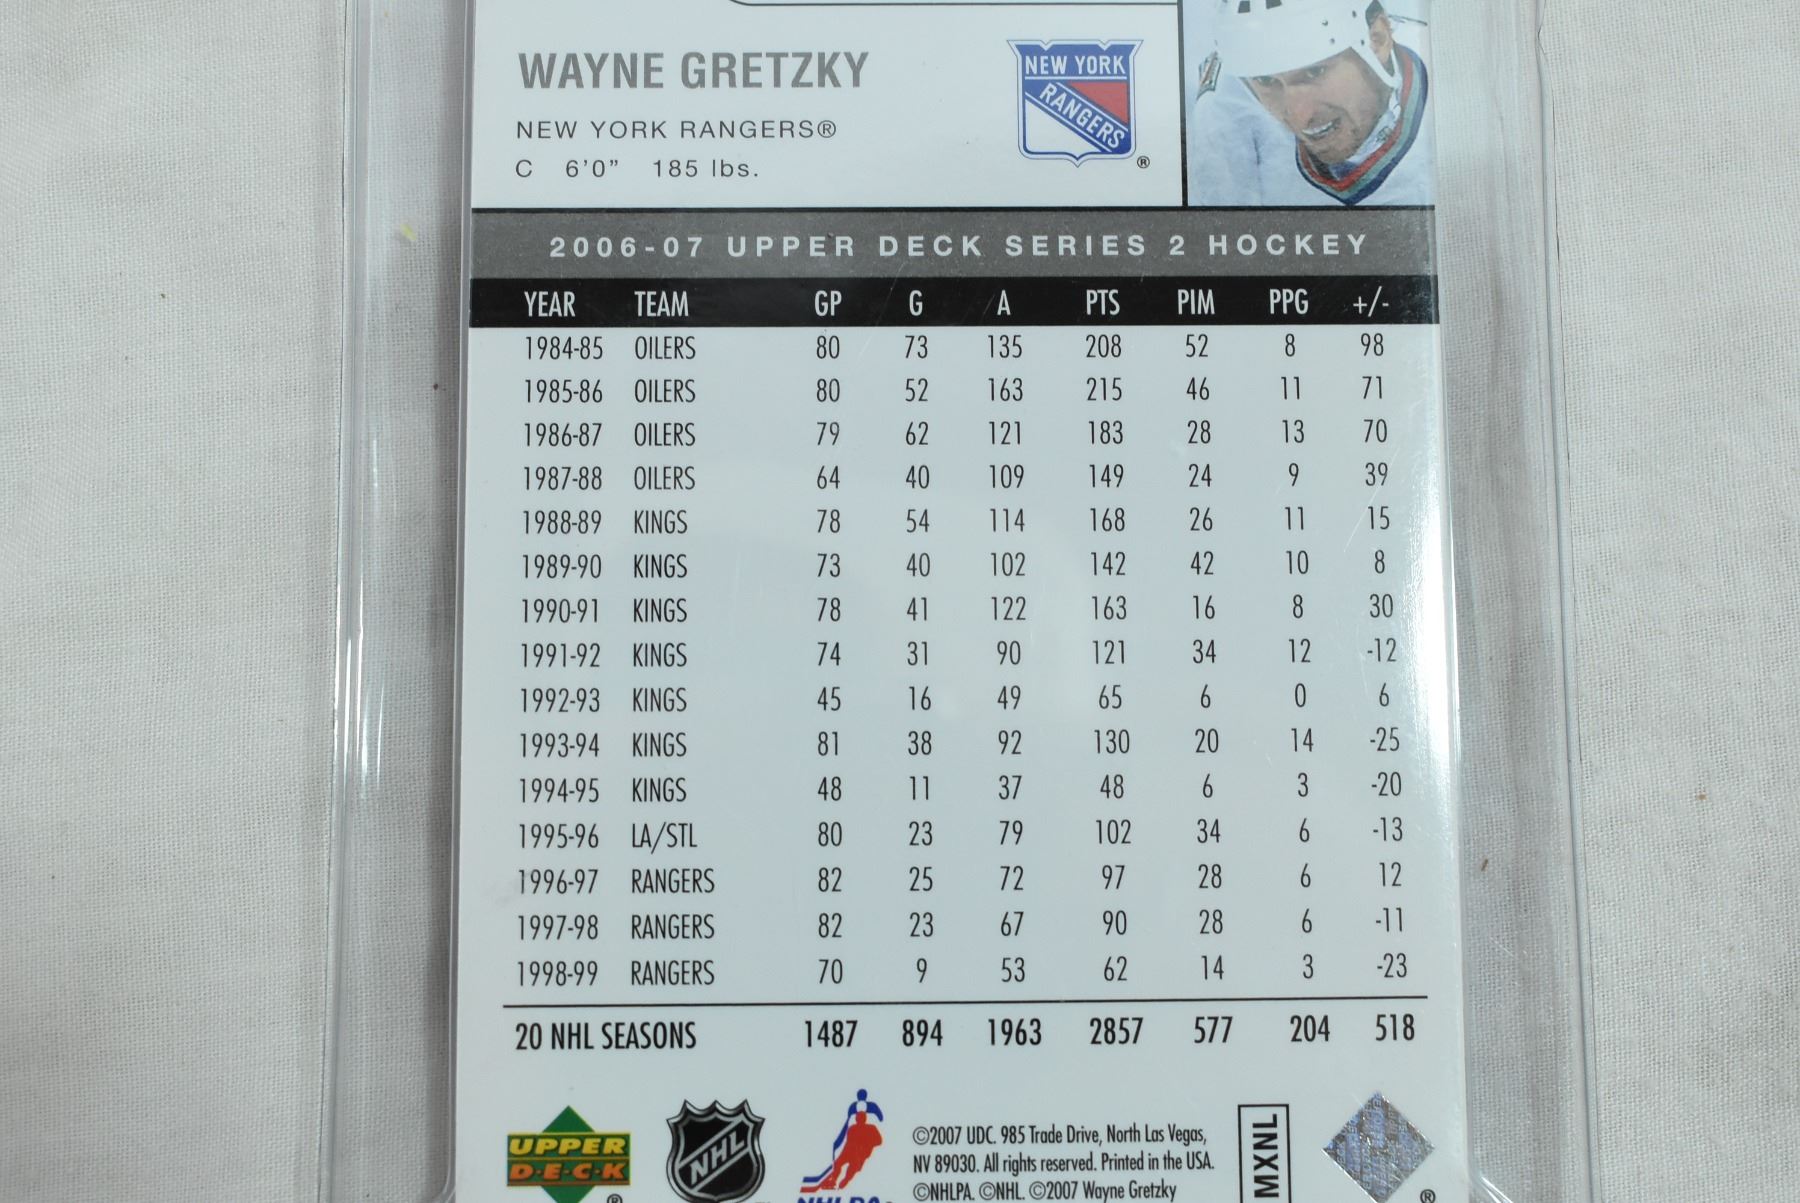 WAYNE GRETZKY
NEW YORK RANGERS®
C 6'0" 185 lbs.
NEW YORK
RANGERS
®
2006-07 UPPER DECK SERIES 2 HOCKEY
YEAR TEAM GP G A PTS PIM PPG +/-
1984-85 OILERS 80 73 135 208 52 8 98
1985-86 OILERS 80 52 163 215 46 11 71
1986-87 OILERS 79 62 121 183 28 13 70
1987-88 OILERS 64 40 109 149 24 9 39
1988-89 KINGS 78 54 114 168 26 11 15
1989-90 KINGS 73 40 102 142 42 10 8
1990-91 KINGS 78 41 122 163 16 8 30
1991-92 KINGS 74 31 90 121 34 12 -12
1992-93 KINGS 45 16 49 65 6 0 6
1993-94 KINGS 81 38 92 130 20 14 -25
1994-95 KINGS 48 11 37 48 6 3 -20
1995-96 LA/STL 80 23 79 102 34 6 -13
1996-97 RANGERS 82 25 72 97 28 6 12
1997-98 RANGERS 82 23 67 90 28 6 -11
1998-99 RANGERS 70 9 53 62 14 3 -23
20 NHL SEASONS 1487 894 1963 2857 577 204 518
UPPER
D·E·C·K
®
NHL
NHLPA
©2007 UDC. 985 Trade Drive, North Las Vegas,
NV 89030. All rights reserved. Printed in the USA.
©NHLPA. ©NHL. ©2007 Wayne Gretzky
MXNL
®